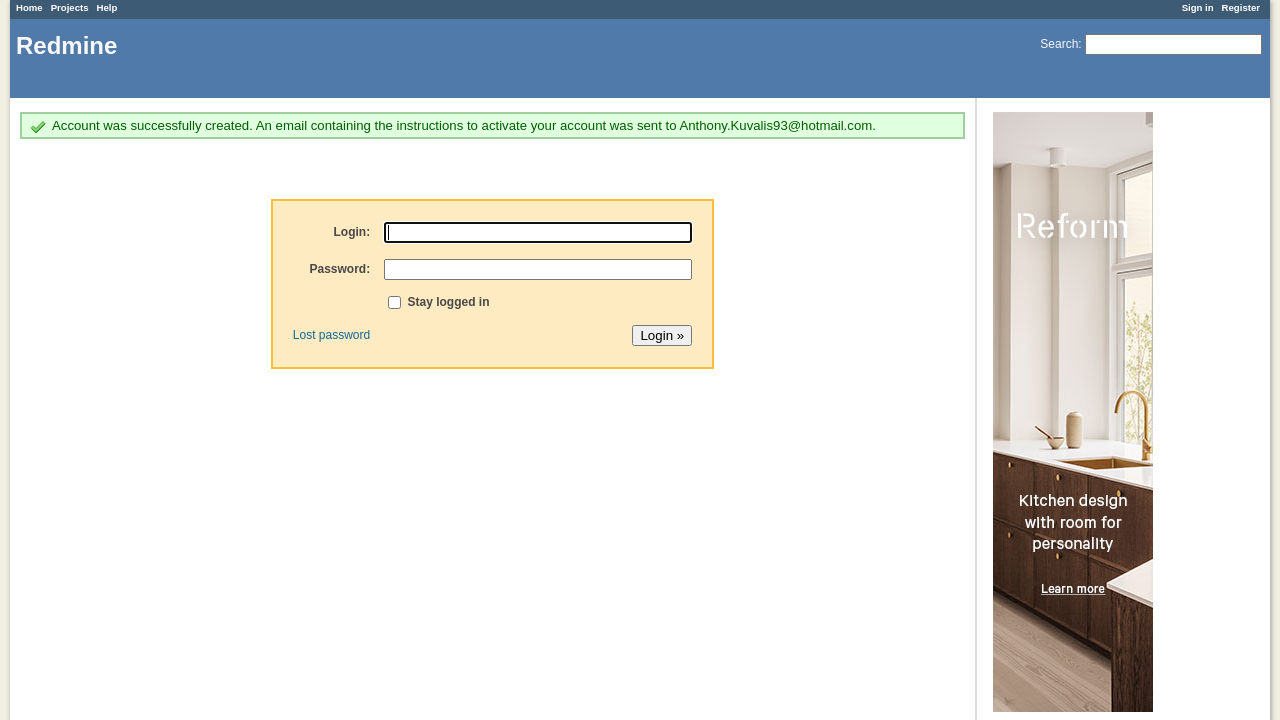 Home Projects Help
Sign in Register
Redmine
Search:
Account was successfully created. An email containing the instructions to activate your account was sent to Anthony.Kuvalis93@hotmail.com.
Login:
Password:
Stay logged in
Lost password
Login »
Reform
Kitchen design
with room for
personality
Learn more